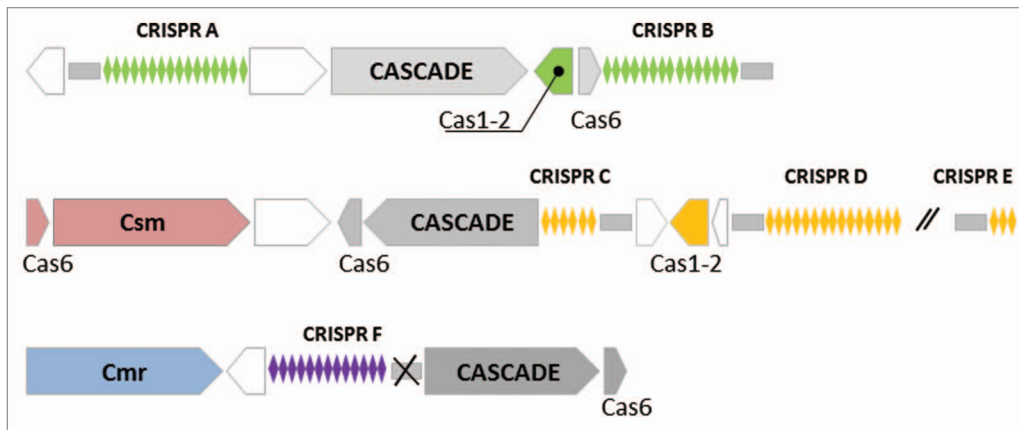 CRISPR A
CRISPR B
CASCADE
Cas1-2
Cas6
CRISPR C
CRISPR D
CRISPR E
Csm
CASCADE
Cas6
Cas6
Cas1-2
CRISPR F
Cmr
CASCADE
Cas6